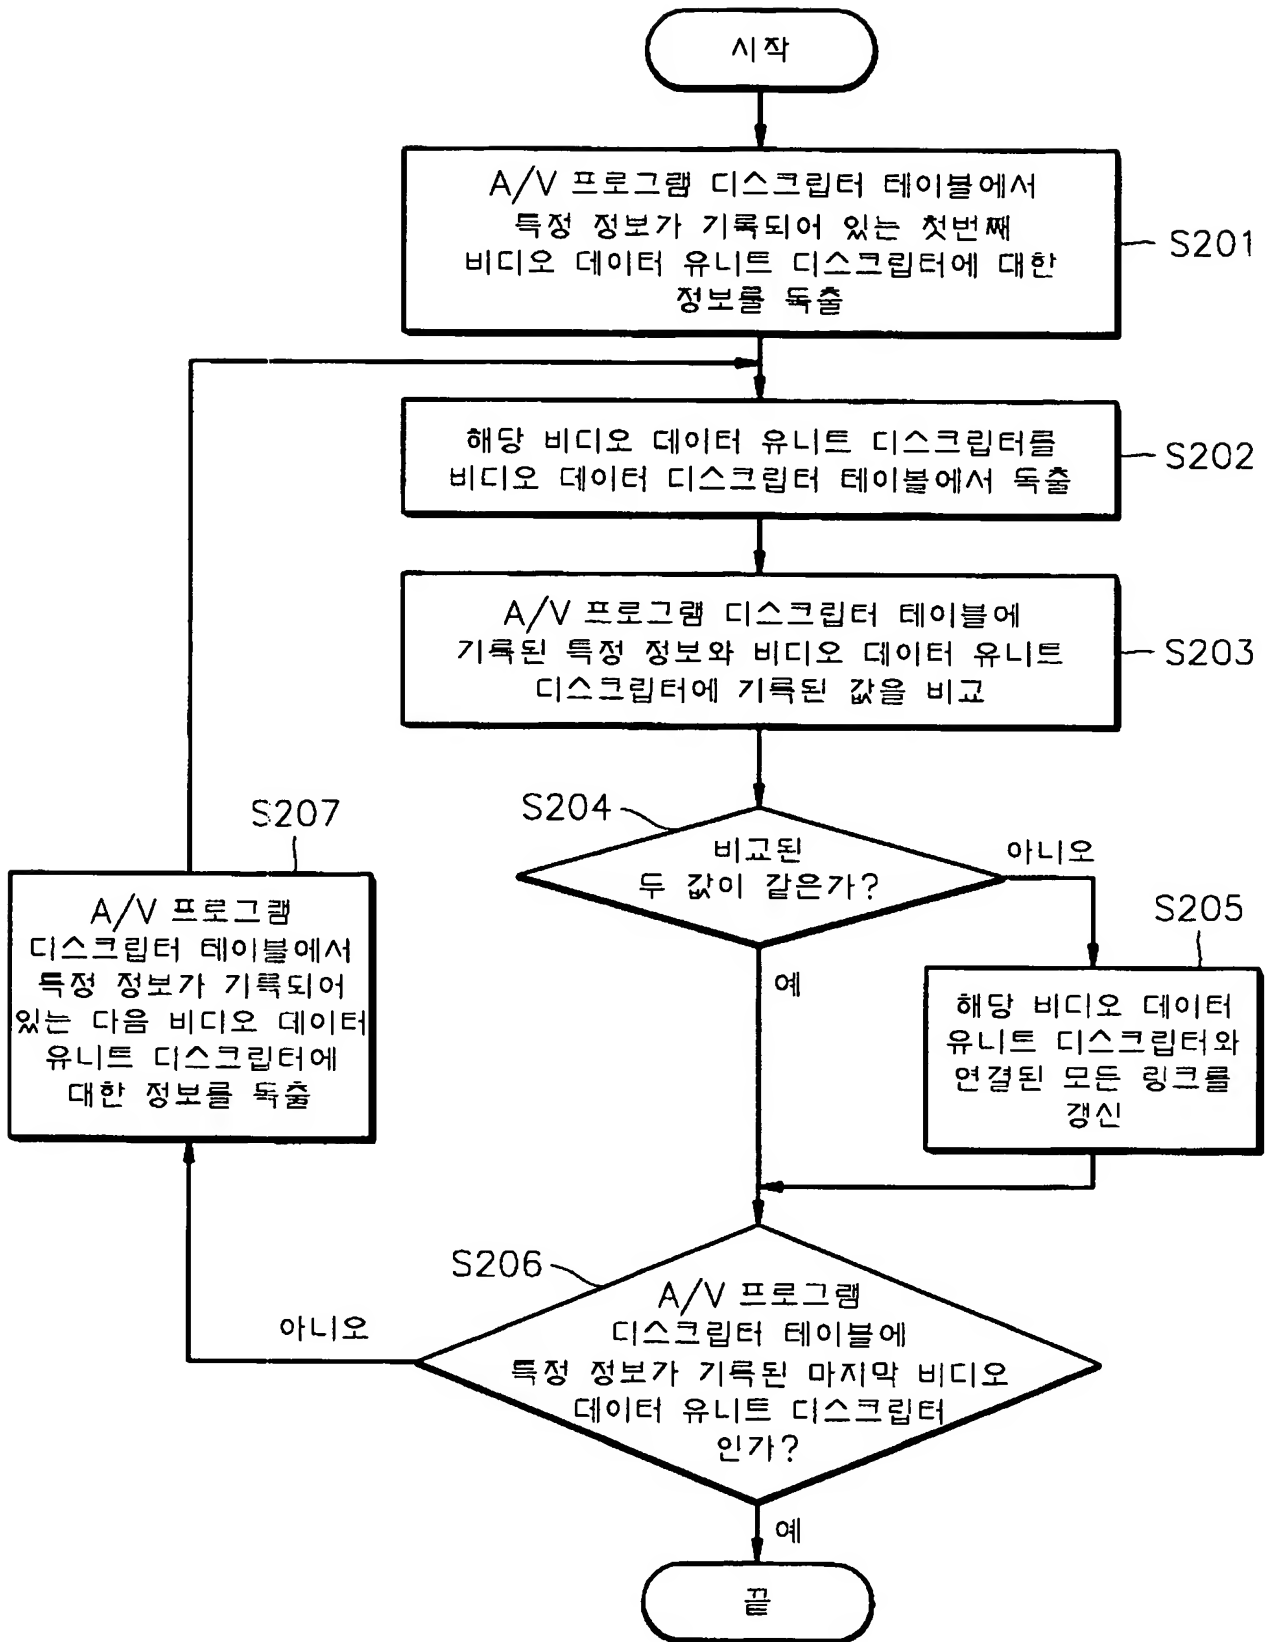 시작
A/V 프로그램 디스크립터 테이블에서
특정 정보가 기록되어 있는 첫번째
비디오 데이터 유니트 디스크립터에 대한
정보를 독출
S201
해당 비디오 데이터 유니트 디스크립터를
비디오 데이터 디스크립터 테이블에서 독출
S202
A/V 프로그램 디스크립터 테이블에
기록된 특정 정보와 비디오 데이터 유니트
디스크립터에 기록된 값을 비교
S203
S204
비교된
두 값이 같은가?
아니오
예
S205
해당 비디오 데이터
유니트 디스크립터와
연결된 모든 링크를
갱신
S206
A/V 프로그램
디스크립터 테이블에
특정 정보가 기록된 마지막 비디오
데이터 유니트 디스크립터
인가?
아니오
S207
A/V 프로그램
디스크립터 테이블에서
특정 정보가 기록되어
있는 다음 비디오 데이터
유니트 디스크립터에
대한 정보를 독출
예
끝